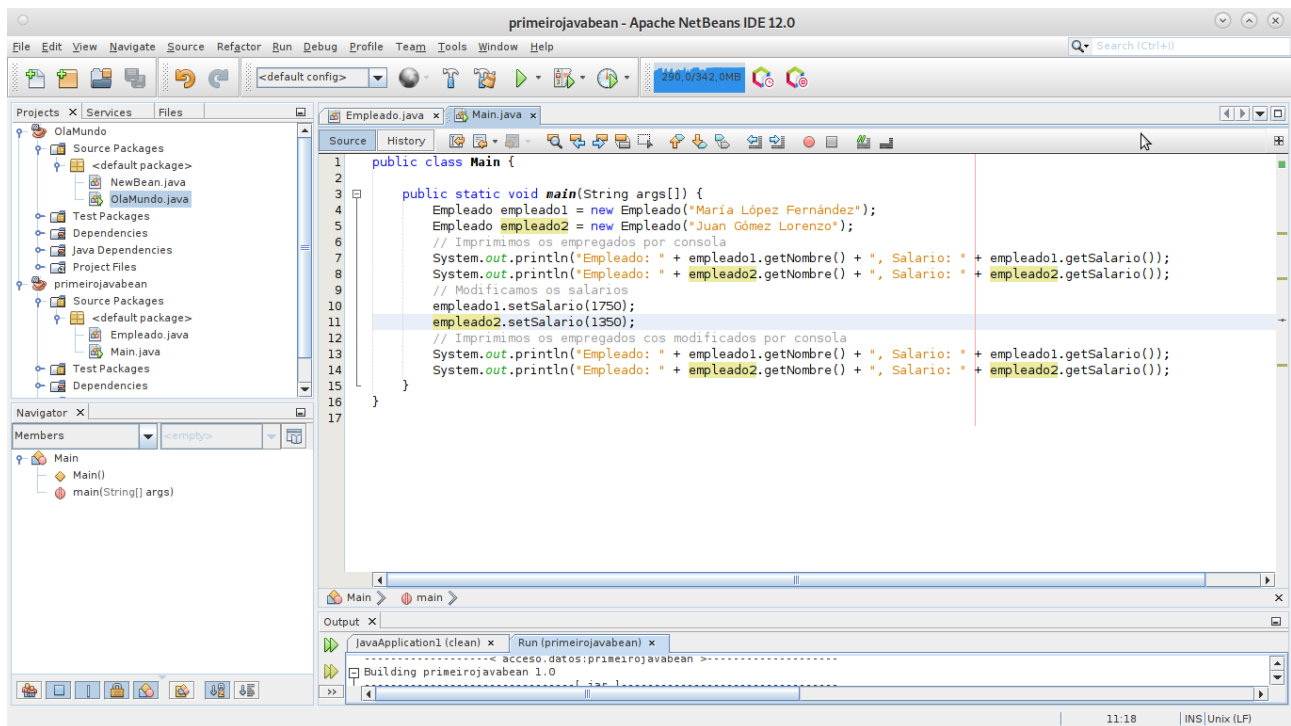 primeirojavabean - Apache NetBeans IDE 12.0
File Edit View Navigate Source Refactor Run Debug Profile Team Tools Window Help
Search (Ctrl+I)
<default config>
290,0/342,0MB
Projects Services Files
OlaMundo
Source Packages
<default package>
NewBean.java
OlaMundo.java
Test Packages
Dependencies
Java Dependencies
Project Files
primeirojavabean
Source Packages
<default package>
Empleado.java
Main.java
Test Packages
Dependencies
Navigator
Members <empty>
Main
Main()
main(String[] args)
Empleado.java Main.java
Source History
1 public class Main {
2
3 public static void main(String args[]) {
4 Empleado empleado1 = new Empleado("María López Fernández");
5 Empleado empleado2 = new Empleado("Juan Gómez Lorenzo");
6 // Imprimimos os empregados por consola
7 System.out.println("Empleado: " + empleado1.getNombre() + ", Salario: " + empleado1.getSalario());
8 System.out.println("Empleado: " + empleado2.getNombre() + ", Salario: " + empleado2.getSalario());
9 // Modificamos os salarios
10 empleado1.setSalario(1750);
11 empleado2.setSalario(1350);
12 // Imprimimos os empregados cos modificados por consola
13 System.out.println("Empleado: " + empleado1.getNombre() + ", Salario: " + empleado1.getSalario());
14 System.out.println("Empleado: " + empleado2.getNombre() + ", Salario: " + empleado2.getSalario());
15 }
16 }
17
Main main
Output
JavaApplication1 (clean) Run (primeirojavabean)
-------------------< acceso.datos:primeirojavabean >--------------------
Building primeirojavabean 1.0
--------------------------------[ jar ]---------------------------------
11:18 INS Unix (LF)